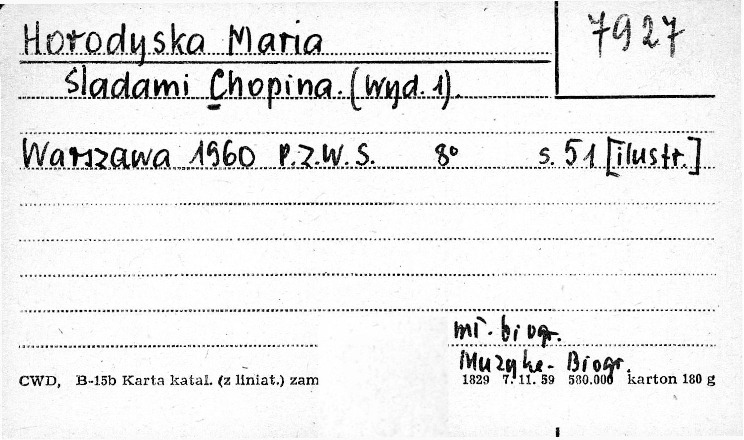 Horodyska Maria
7927
Śladami Chopina. (Wyd. 1).
Warszawa 1960 P.Z.W.S. 8° s. 51 [ilustr.]
mł. biogr.
Muzyka - Biogr.
CWD, B-15b Karta katal. (z liniat.) zam 1829 7. 11. 59 580.000 karton 180 g